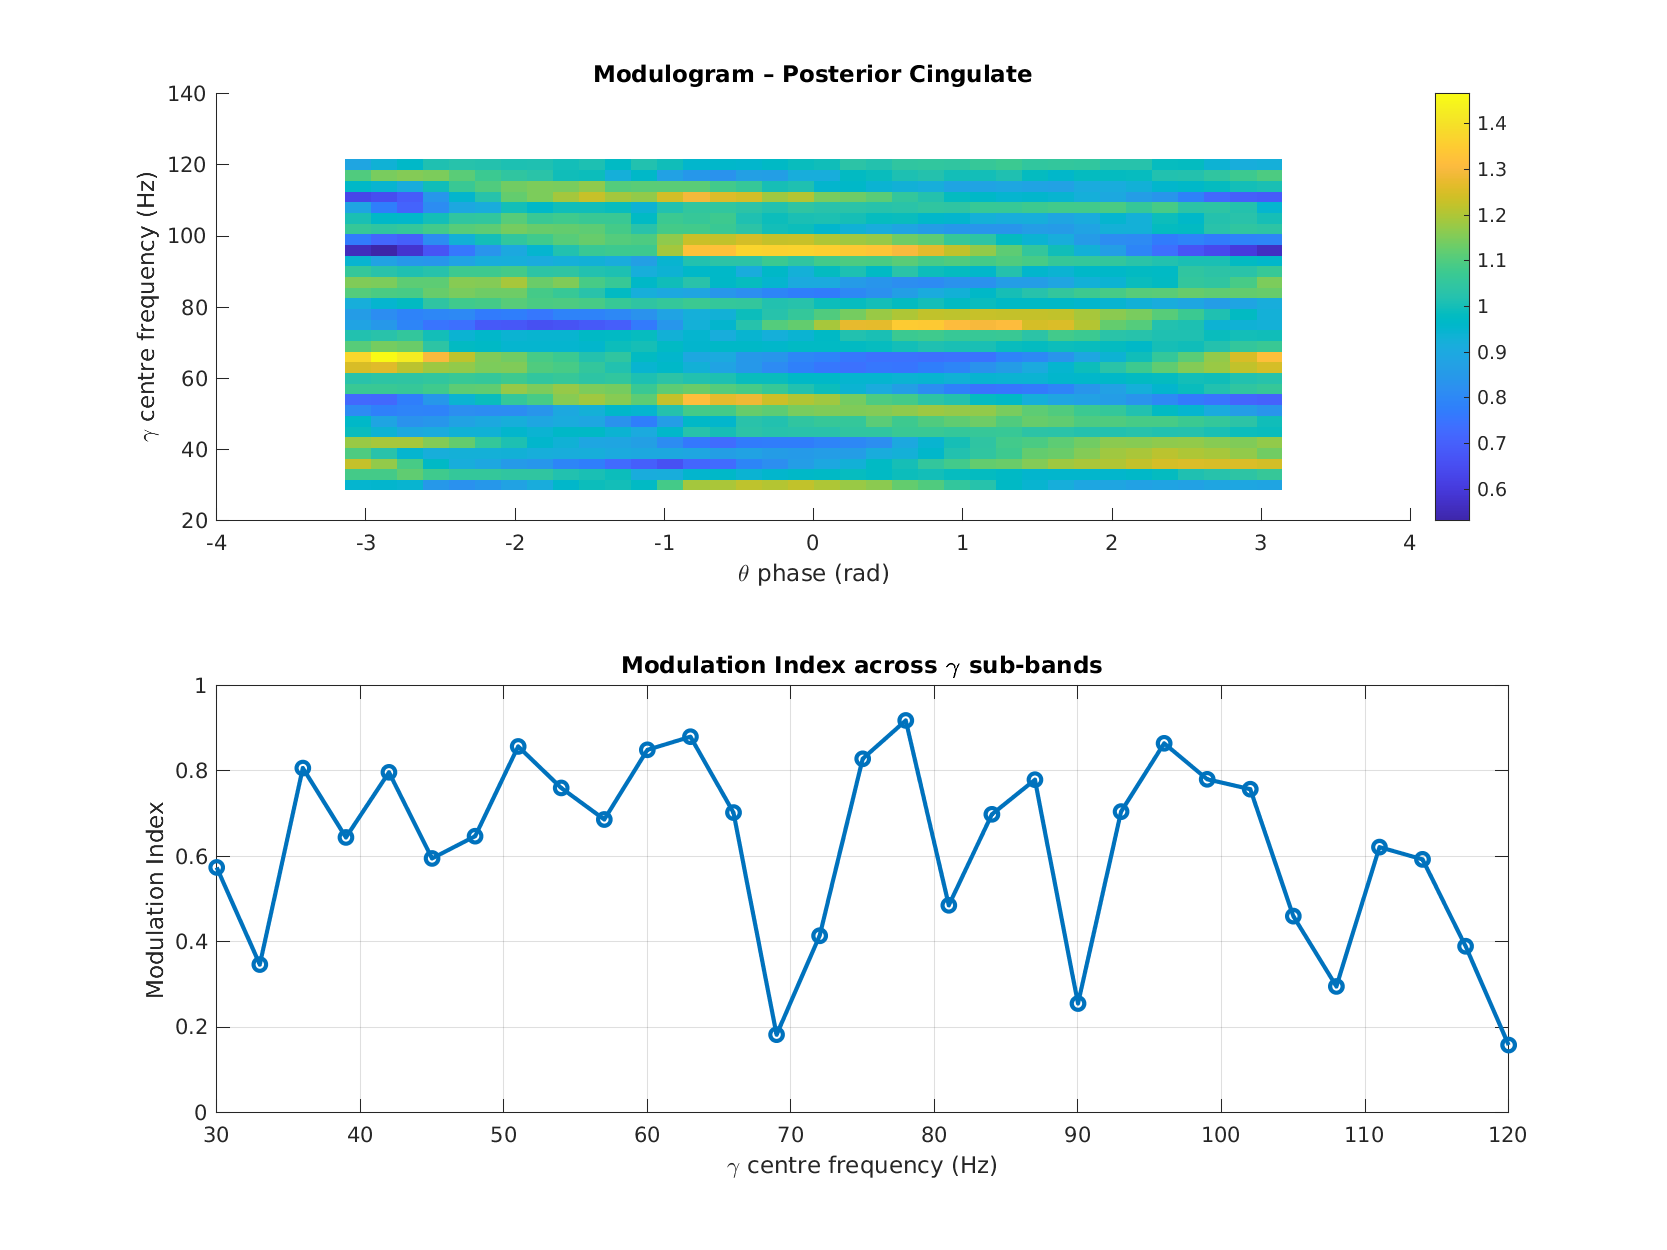 Modulogram – Posterior Cingulate
140
120
100
80
60
40
20
γ centre frequency (Hz)
-4 -3 -2 -1 0 1 2 3 4
θ phase (rad)
1.4
1.3
1.2
1.1
1
0.9
0.8
0.7
0.6
Modulation Index across γ sub-bands
1
0.8
0.6
0.4
0.2
0
Modulation Index
30 40 50 60 70 80 90 100 110 120
γ centre frequency (Hz)